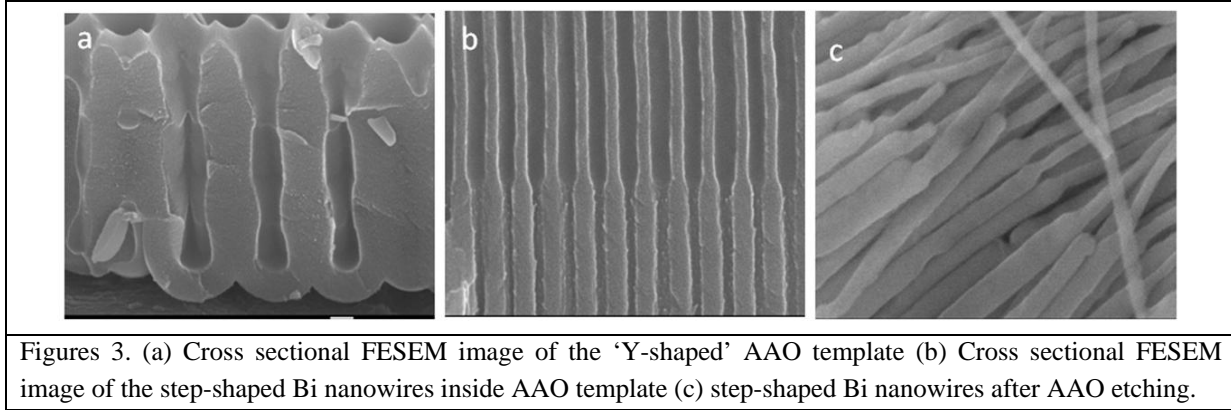 a
b
c
Figures 3. (a) Cross sectional FESEM image of the ‘Y-shaped’ AAO template (b) Cross sectional FESEM
image of the step-shaped Bi nanowires inside AAO template (c) step-shaped Bi nanowires after AAO etching.